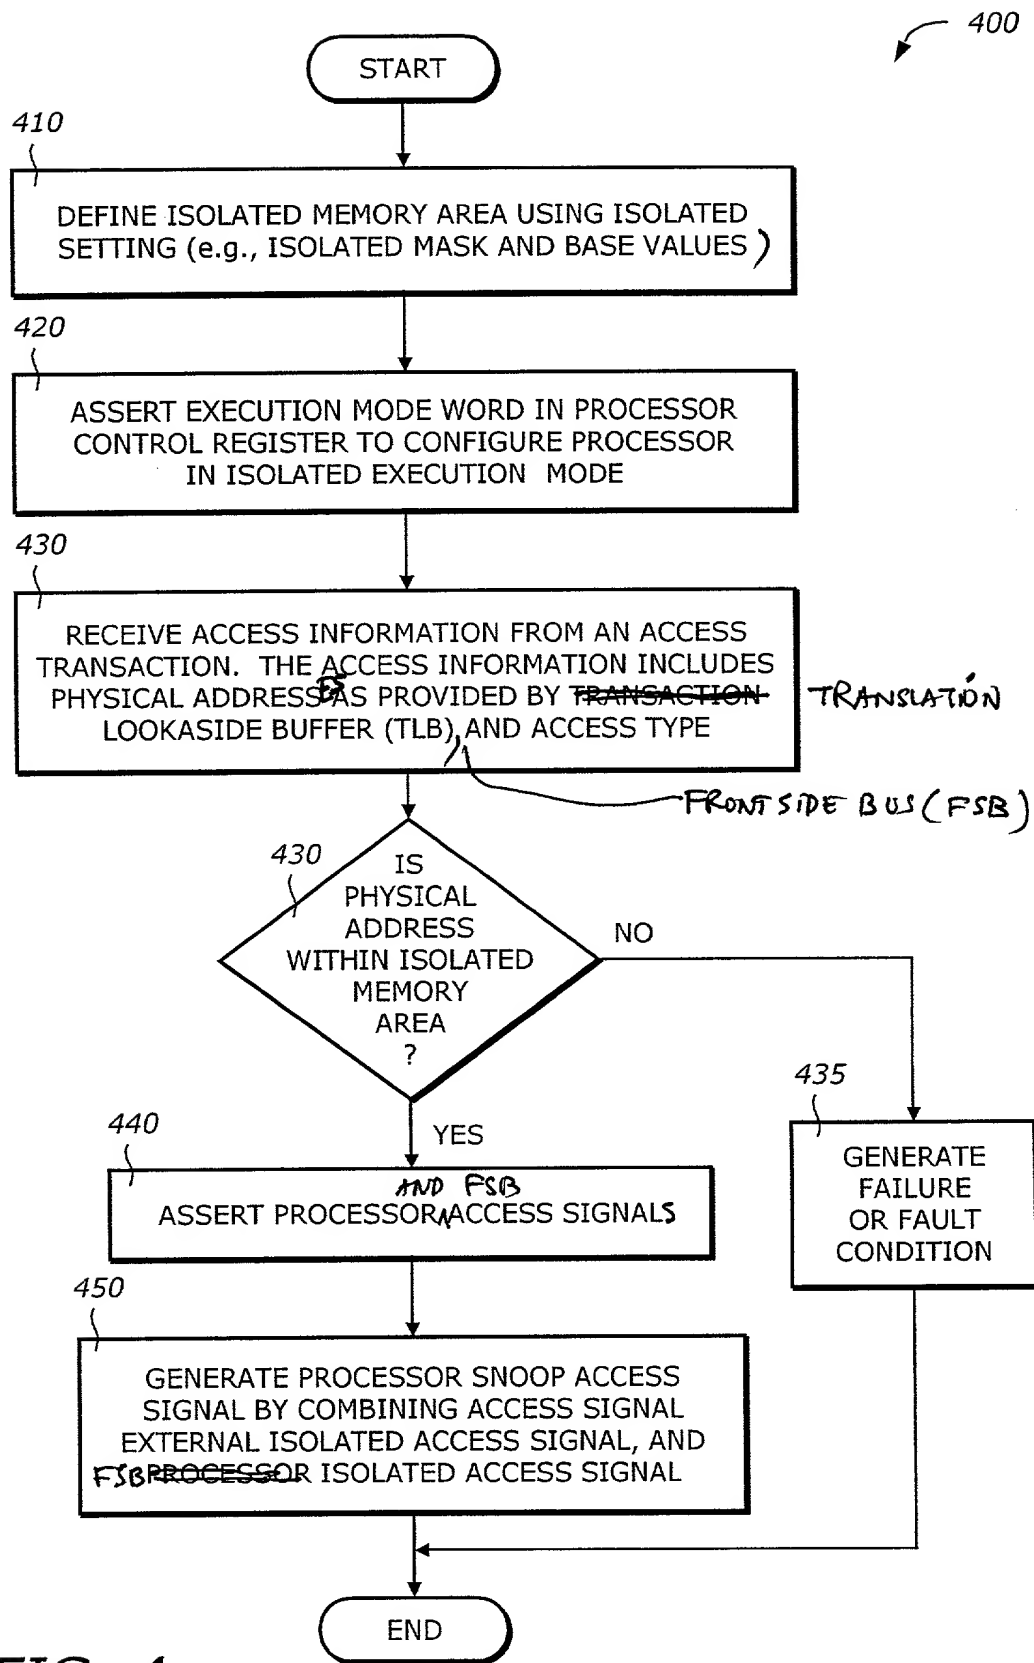 400
START
410
DEFINE ISOLATED MEMORY AREA USING ISOLATED
SETTING (e.g., ISOLATED MASK AND BASE VALUES)
420
ASSERT EXECUTION MODE WORD IN PROCESSOR
CONTROL REGISTER TO CONFIGURE PROCESSOR
IN ISOLATED EXECUTION MODE
430
RECEIVE ACCESS INFORMATION FROM AN ACCESS
TRANSACTION. THE ACCESS INFORMATION INCLUDES
PHYSICAL ADDRESS ES AS PROVIDED BY TRANSACTION TRANSLATION
LOOKASIDE BUFFER (TLB), AND ACCESS TYPE
FRONT SIDE BUS (FSB)
430
IS
PHYSICAL
ADDRESS
WITHIN ISOLATED
MEMORY
AREA
?
NO
435
GENERATE
FAILURE
OR FAULT
CONDITION
YES
440
AND FSB
ASSERT PROCESSOR ACCESS SIGNALS
450
GENERATE PROCESSOR SNOOP ACCESS
SIGNAL BY COMBINING ACCESS SIGNAL
EXTERNAL ISOLATED ACCESS SIGNAL, AND
FSB PROCESSOR ISOLATED ACCESS SIGNAL
END